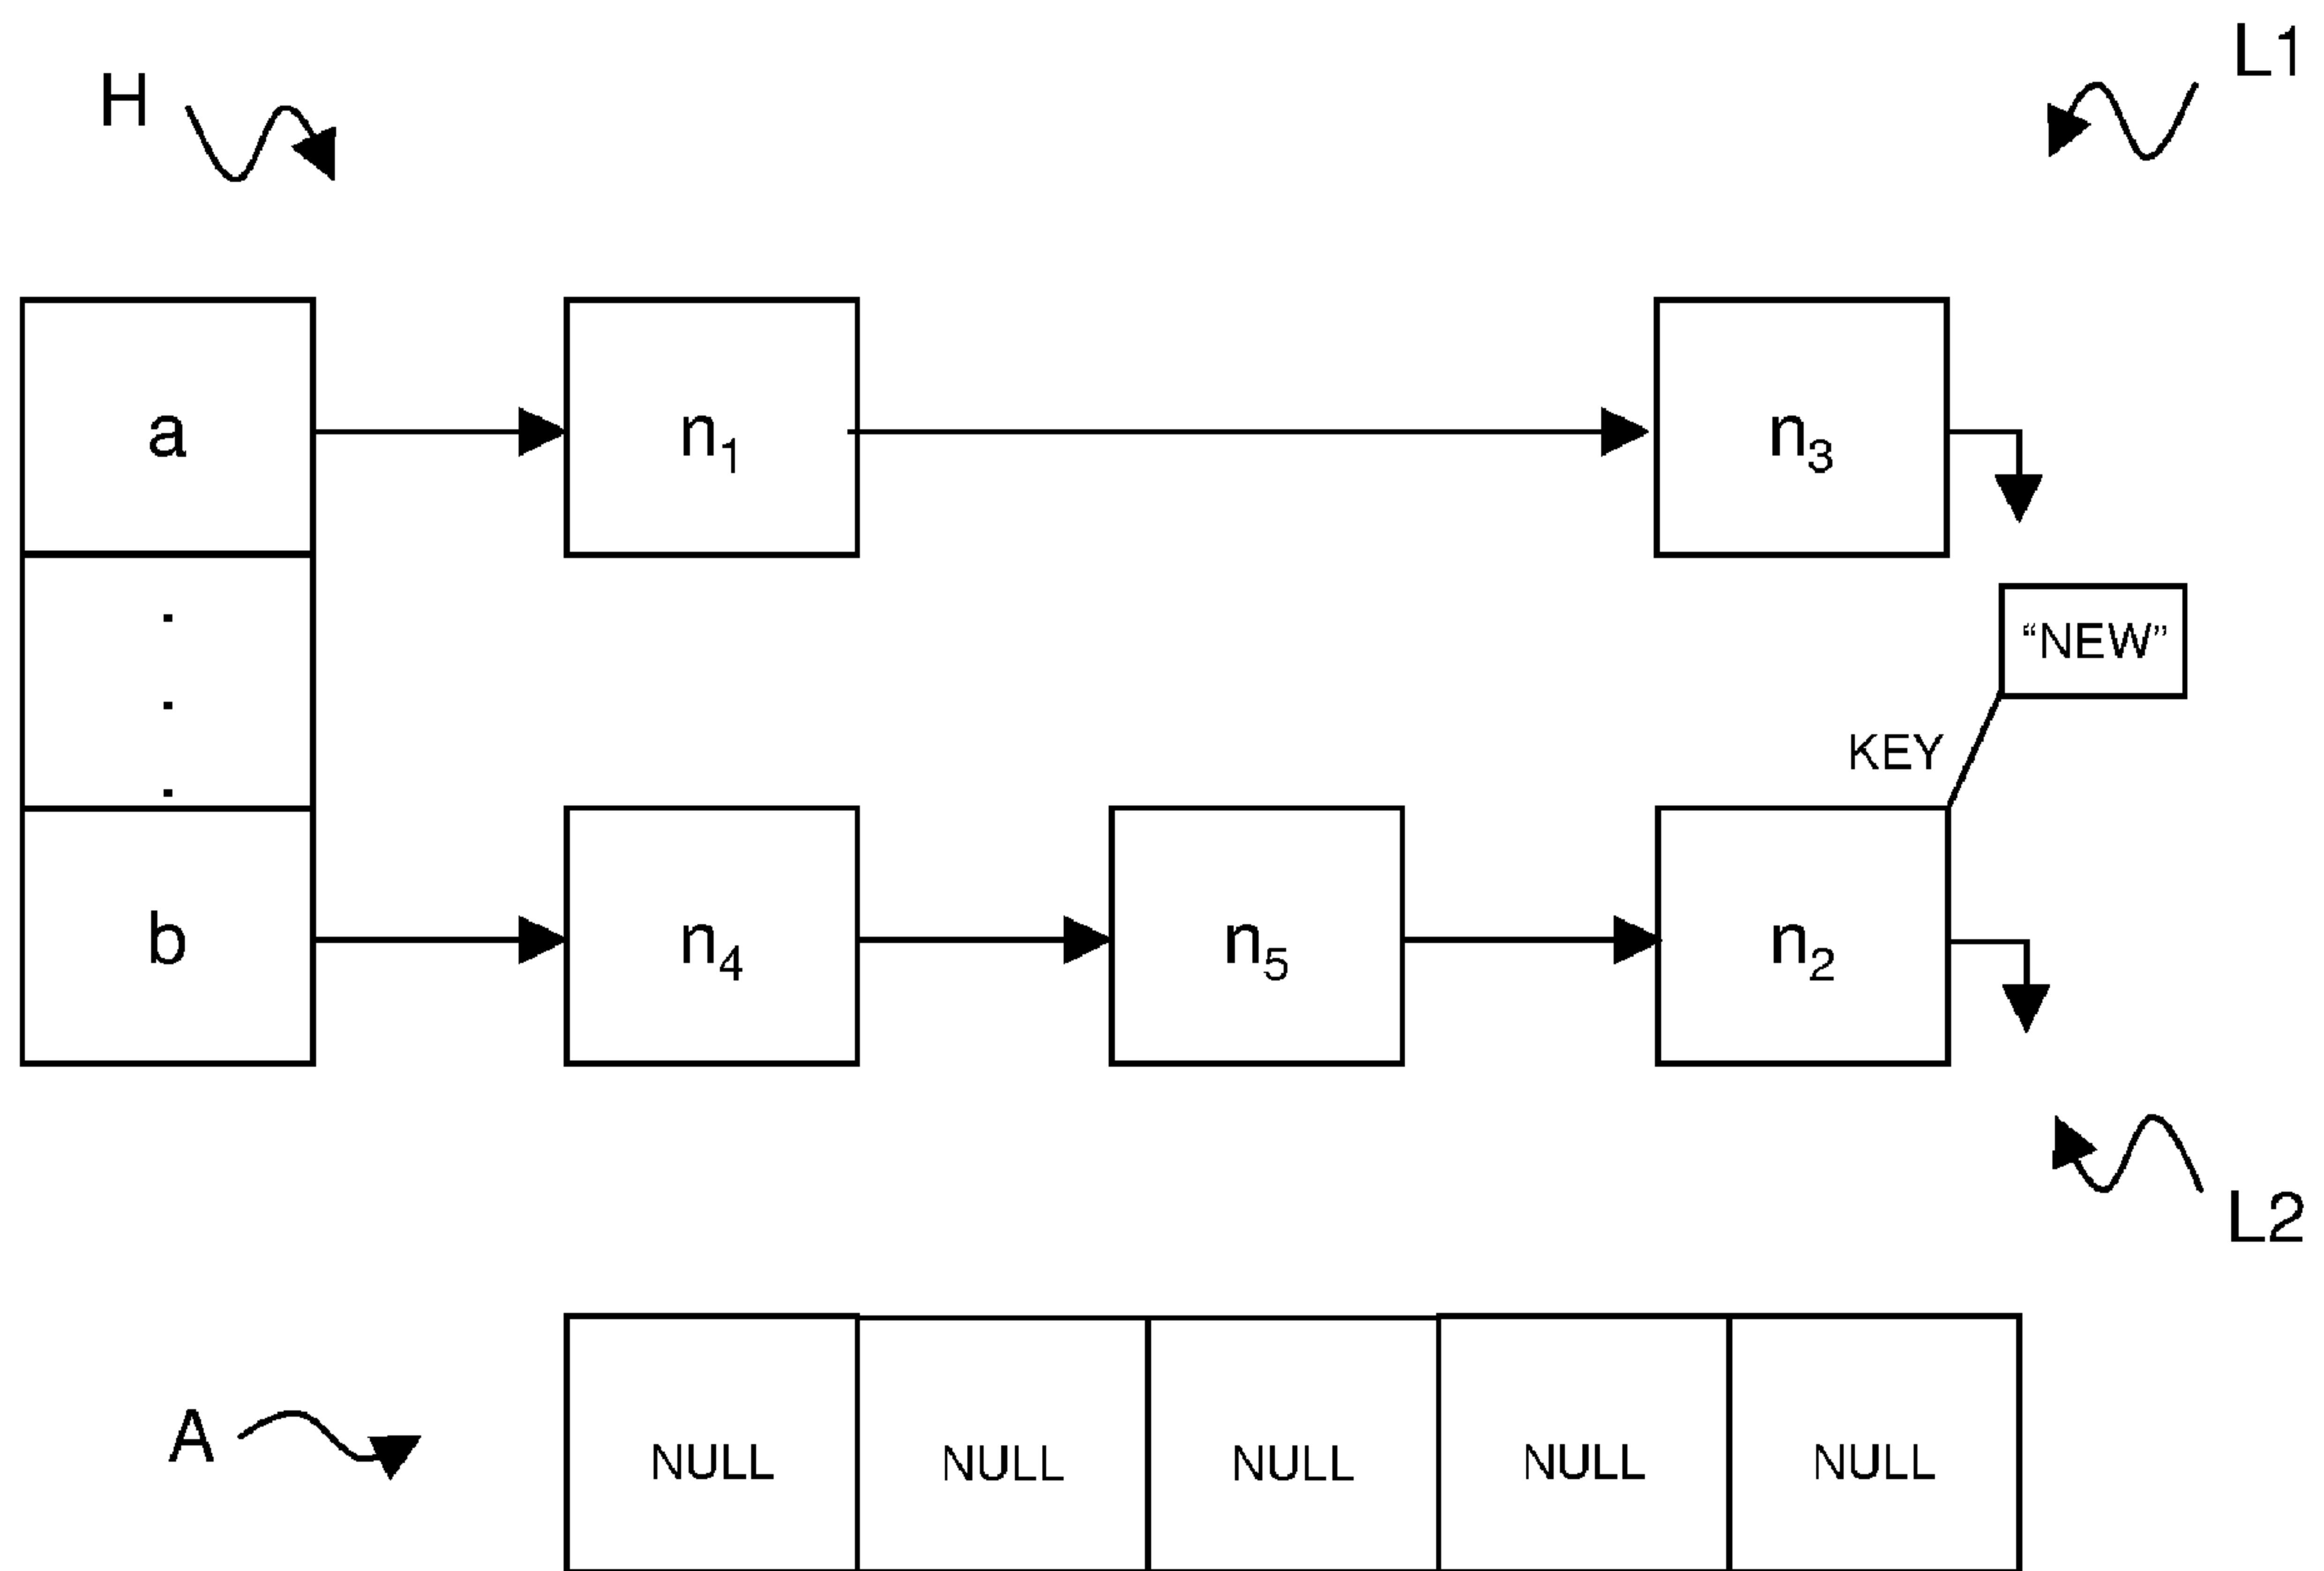 H
L1
a
n1
n3
.
.
.
“NEW”
KEY
b
n4
n5
n2
L2
A
NULL NULL NULL NULL NULL